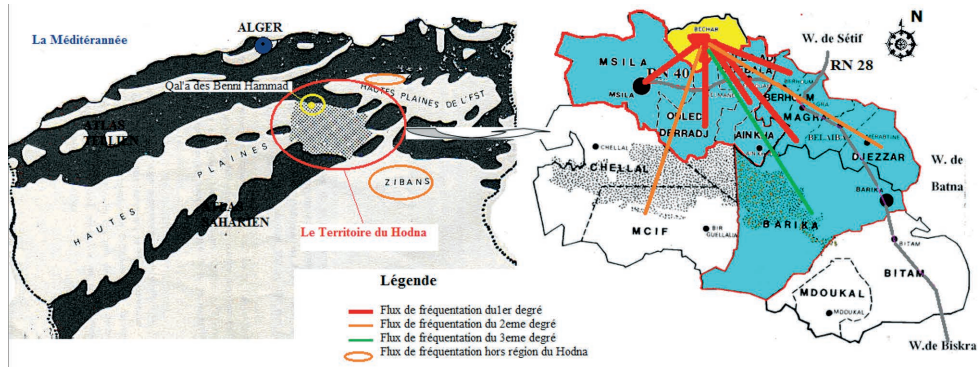 La Méditérannée
ALGER
Qal'a des Benni Hammad
HAUTES PLAINES DE L'EST
ATLAS
HAUTES PLAINES
ZIBANS
Le Territoire du Hodna
Légende
Flux de fréquentation du1er degré
Flux de fréquentation du 2eme degré
Flux de fréquentation du 3eme degré
Flux de fréquentation hors région du Hodna
N
BECHAR
W. de Sétif
RN 28
MSILA
RN 40
MSILA
BERHOUM
MAGRA
OULED
DERRADJ
AIN KHA
BELAIBA
DJEZZAR
CHELLAL
CHELLAL
W. de
Batna
BARIKA
MCIF
BARIKA
BITAM
BITAM
MDOUKAL
MDOUKAL
W.de Biskra